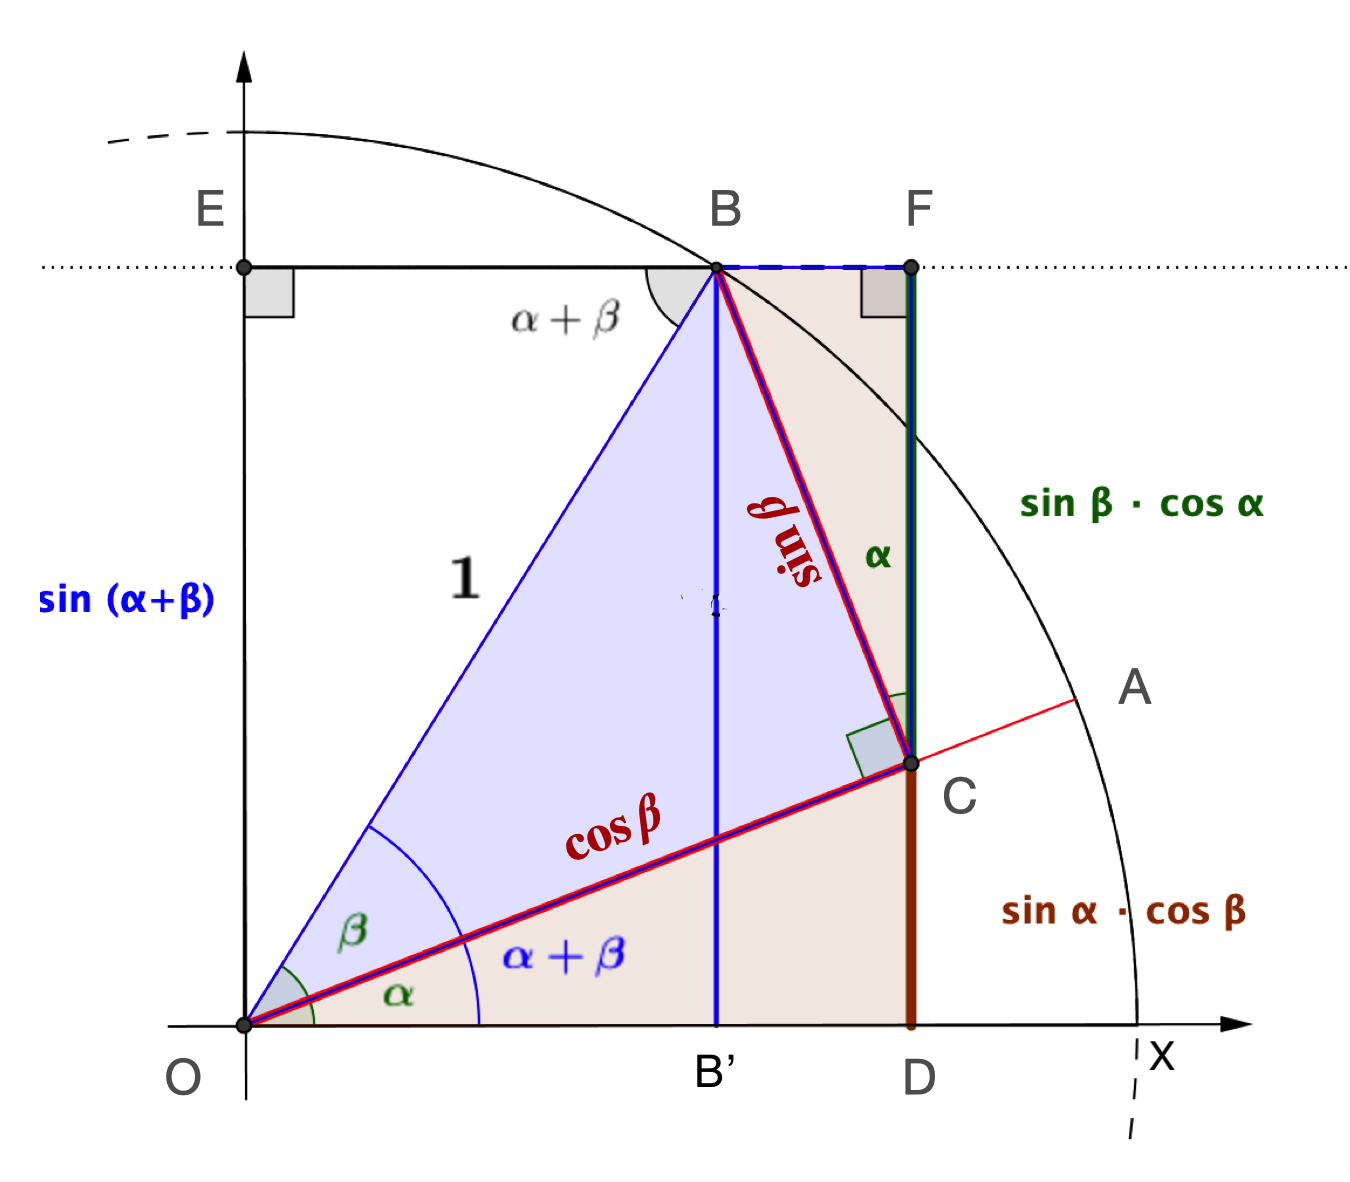 E
B
F
α + β
sin β · cos α
sin β
α
1
sin (α+β)
A
C
cos β
sin α · cos β
β
α + β
α
O
B’
D
X